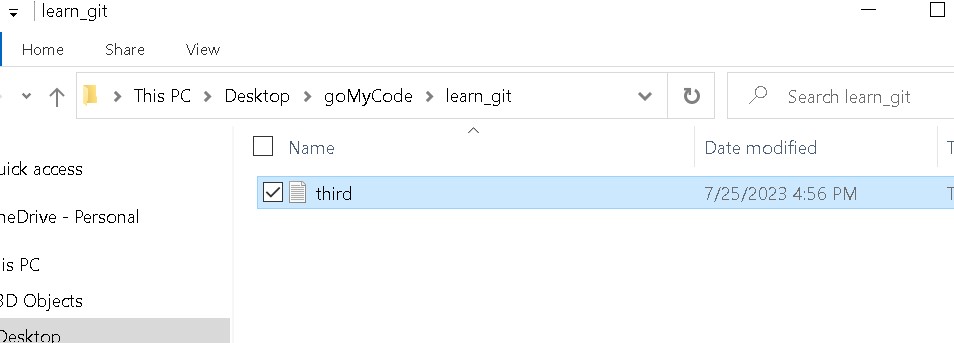 learn_git
Home Share View
This PC Desktop goMyCode learn_git Search learn_git
Name Date modified T
uick access
third 7/25/2023 4:56 PM T
neDrive - Personal
is PC
3D Objects
Desktop